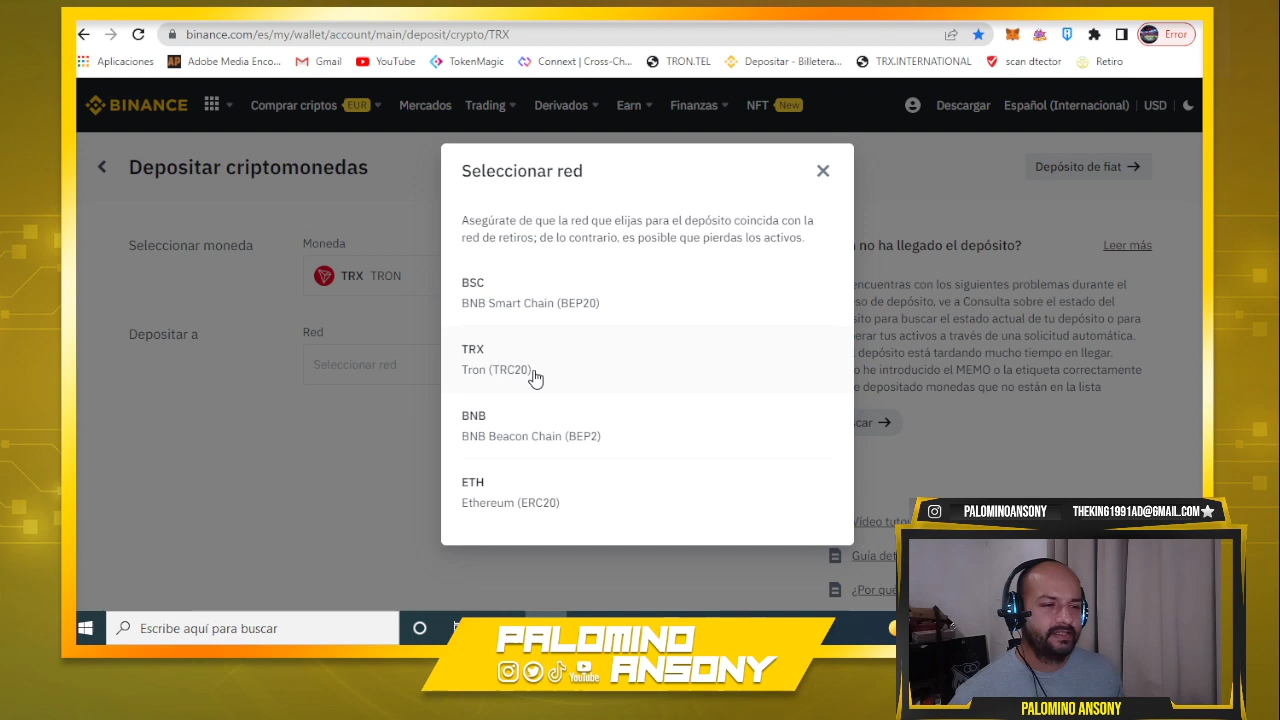 binance.com/es/my/wallet/account/main/deposit/crypto/TRX
Error
Aplicaciones
Adobe Media Enco...
Gmail
YouTube
TokenMagic
Connext | Cross-Ch...
TRON.TEL
Depositar - Billetera...
TRX.INTERNATIONAL
scan dtector
Retiro
BINANCE
Comprar criptos EUR
Mercados
Trading
Derivados
Earn
Finanzas
NFT New
Descargar
Español (Internacional)
USD
Depositar criptomonedas
Depósito de fiat
Seleccionar moneda
Moneda
TRX TRON
Depositar a
Red
Seleccionar red
Seleccionar red
Asegúrate de que la red que elijas para el depósito coincida con la
red de retiros; de lo contrario, es posible que pierdas los activos.
BSC
BNB Smart Chain (BEP20)
TRX
Tron (TRC20)
BNB
BNB Beacon Chain (BEP2)
ETH
Ethereum (ERC20)
no ha llegado el depósito?
Leer más
encuentras con los siguientes problemas durante el
de depósito, ve a Consulta sobre el estado del
para buscar el estado actual de tu depósito o para
tus activos a través de una solicitud automática.
depósito está tardando mucho tiempo en llegar.
he introducido el MEMO o la etiqueta correctamente
depositado monedas que no están en la lista
Vídeo
Guía
¿Por
Escribe aquí para buscar
PALOMINO
ANSONY
YouTube
PALOMINOANSONY
THEKING1991AD@GMAIL.COM
PALOMINO ANSONY